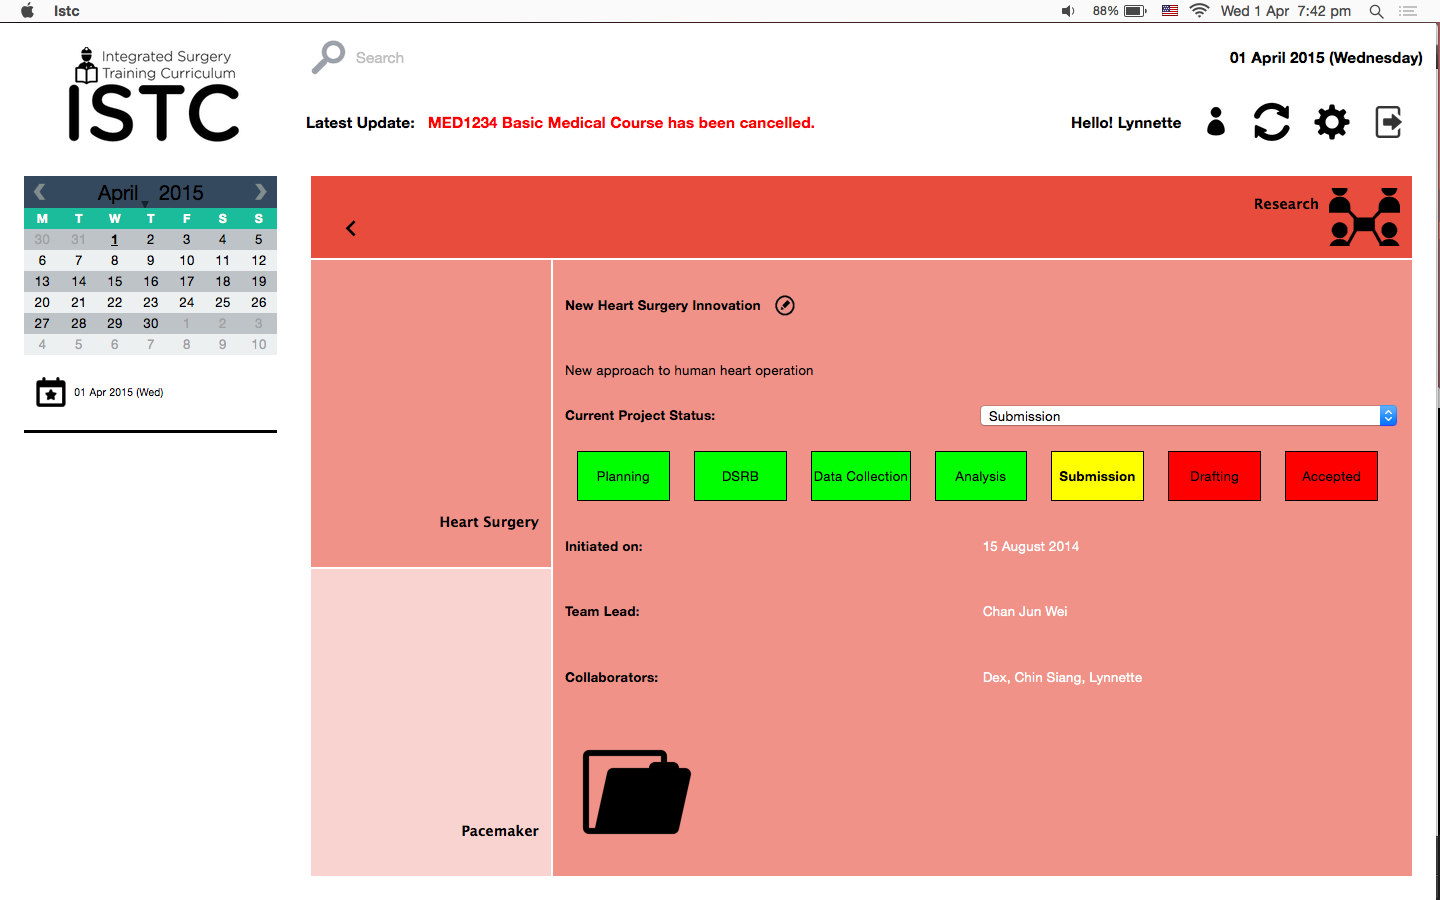 Istc
88%
Wed 1 Apr 7:42 pm
Integrated Surgery
Training Curriculum
ISTC
Search
01 April 2015 (Wednesday)
Latest Update: MED1234 Basic Medical Course has been cancelled.
Hello! Lynnette
April 2015
M T W T F S S
30 31 1 2 3 4 5
6 7 8 9 10 11 12
13 14 15 16 17 18 19
20 21 22 23 24 25 26
27 28 29 30 1 2 3
4 5 6 7 8 9 10
01 Apr 2015 (Wed)
Research
Heart Surgery
Pacemaker
New Heart Surgery Innovation
New approach to human heart operation
Current Project Status: Submission
Planning DSRB Data Collection Analysis Submission Drafting Accepted
Initiated on: 15 August 2014
Team Lead: Chan Jun Wei
Collaborators: Dex, Chin Siang, Lynnette